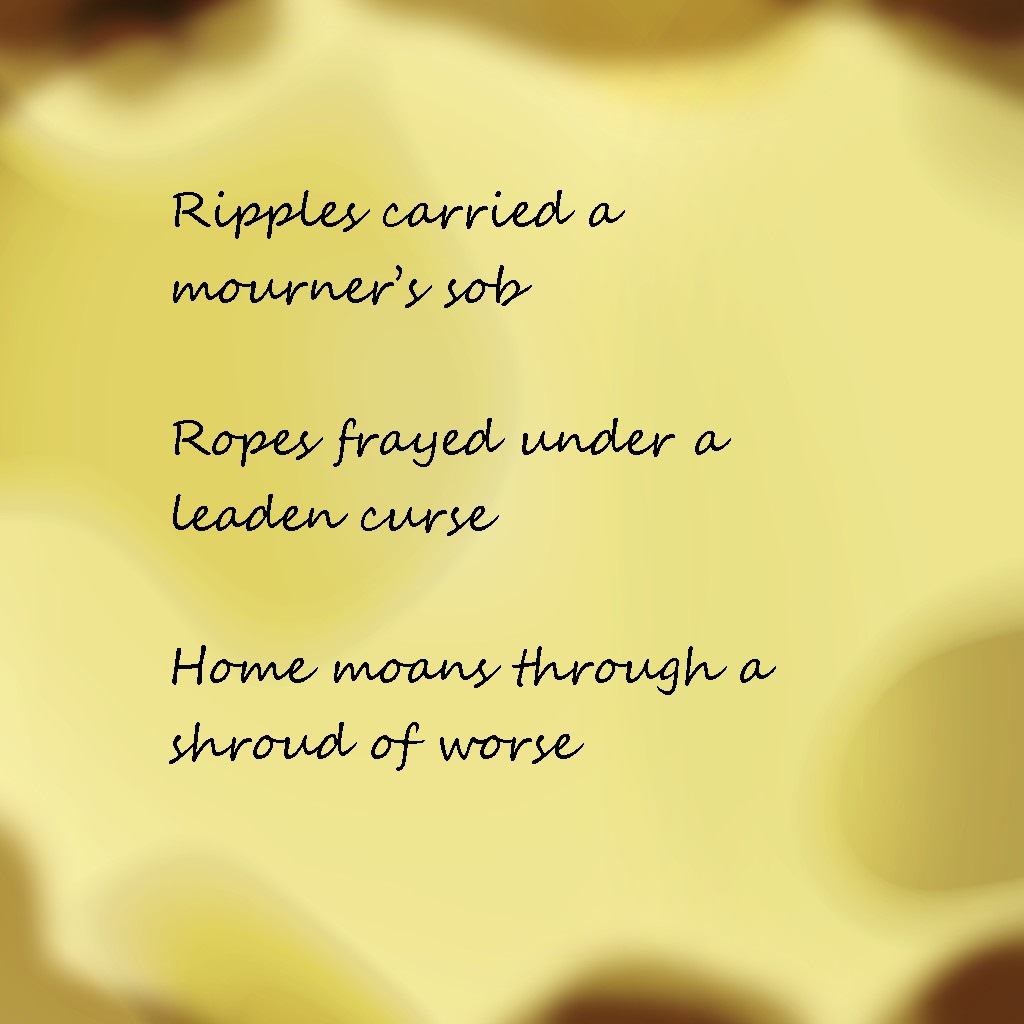 Ripples carried a
mourner’s sob
Ropes frayed under a
leaden curse
Home moans through a
shroud of worse